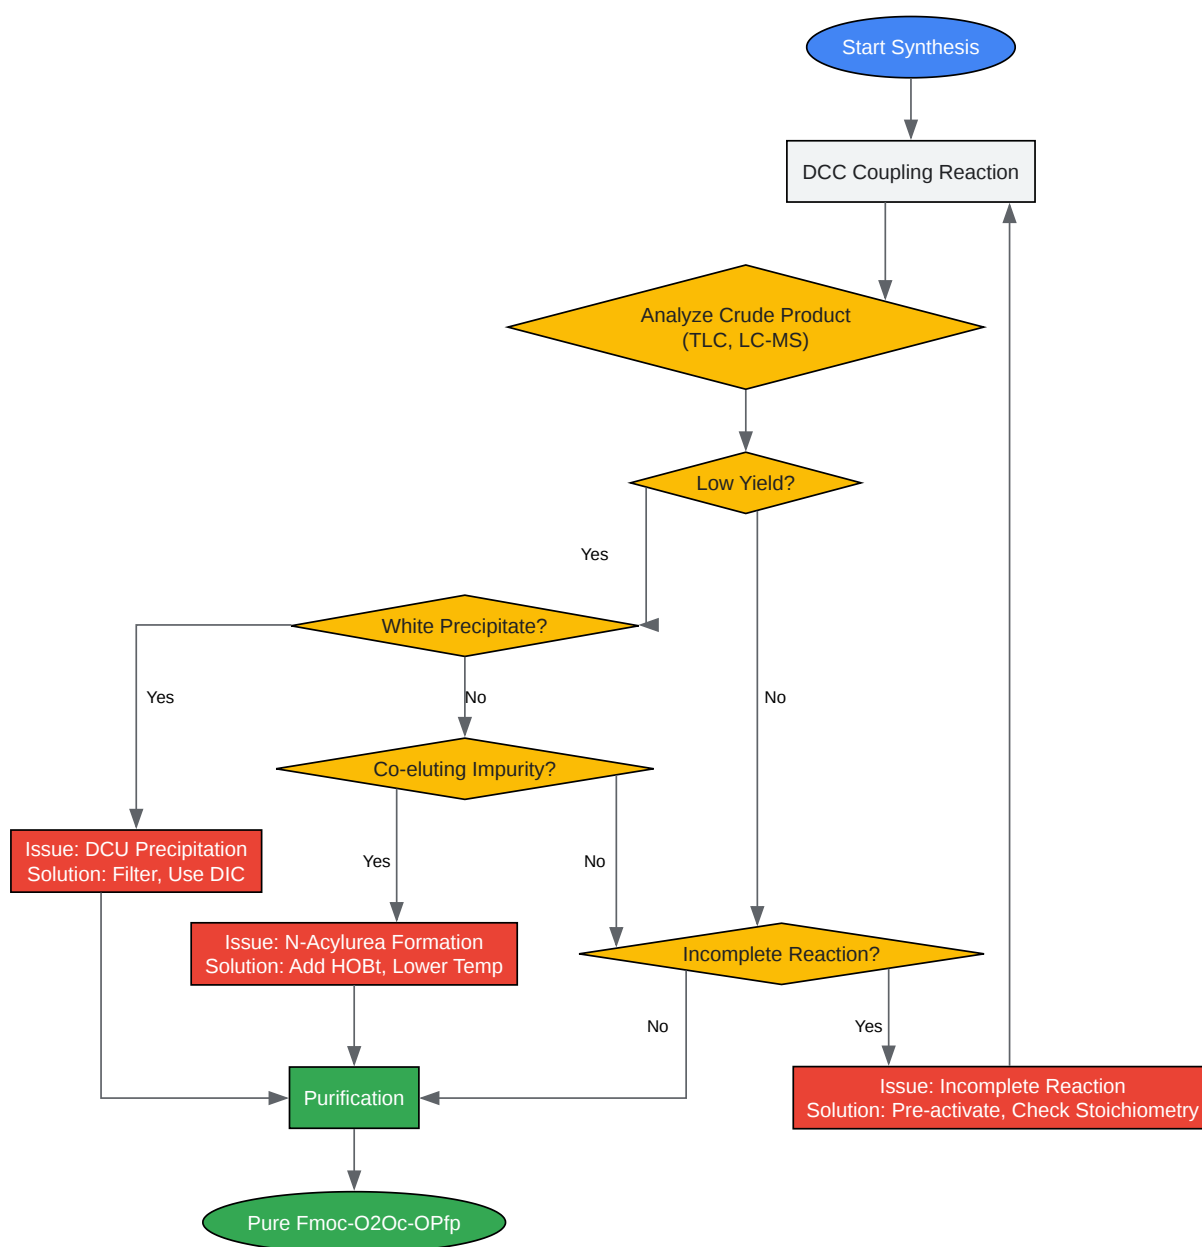 Start Synthesis
DCC Coupling Reaction
Analyze Crude Product
(TLC, LC-MS)
Low Yield?
Yes
White Precipitate?
Yes
No
No
Co-eluting Impurity?
Issue: DCU Precipitation
Solution: Filter, Use DIC
Yes
No
Issue: N-Acylurea Formation
Solution: Add HOBt, Lower Temp
Incomplete Reaction?
No
Yes
Issue: Incomplete Reaction
Solution: Pre-activate, Check Stoichiometry
Purification
Pure Fmoc-O2Oc-OPfp